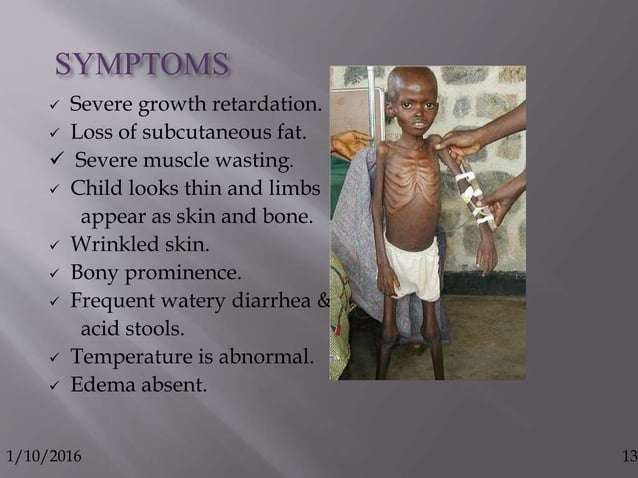 SYMPTOMS
✓ Severe growth retardation.
✓ Loss of subcutaneous fat.
✓ Severe muscle wasting.
✓ Child looks thin and limbs
appear as skin and bone.
✓ Wrinkled skin.
✓ Bony prominence.
✓ Frequent watery diarrhea &
acid stools.
✓ Temperature is abnormal.
✓ Edema absent.
1/10/2016
13